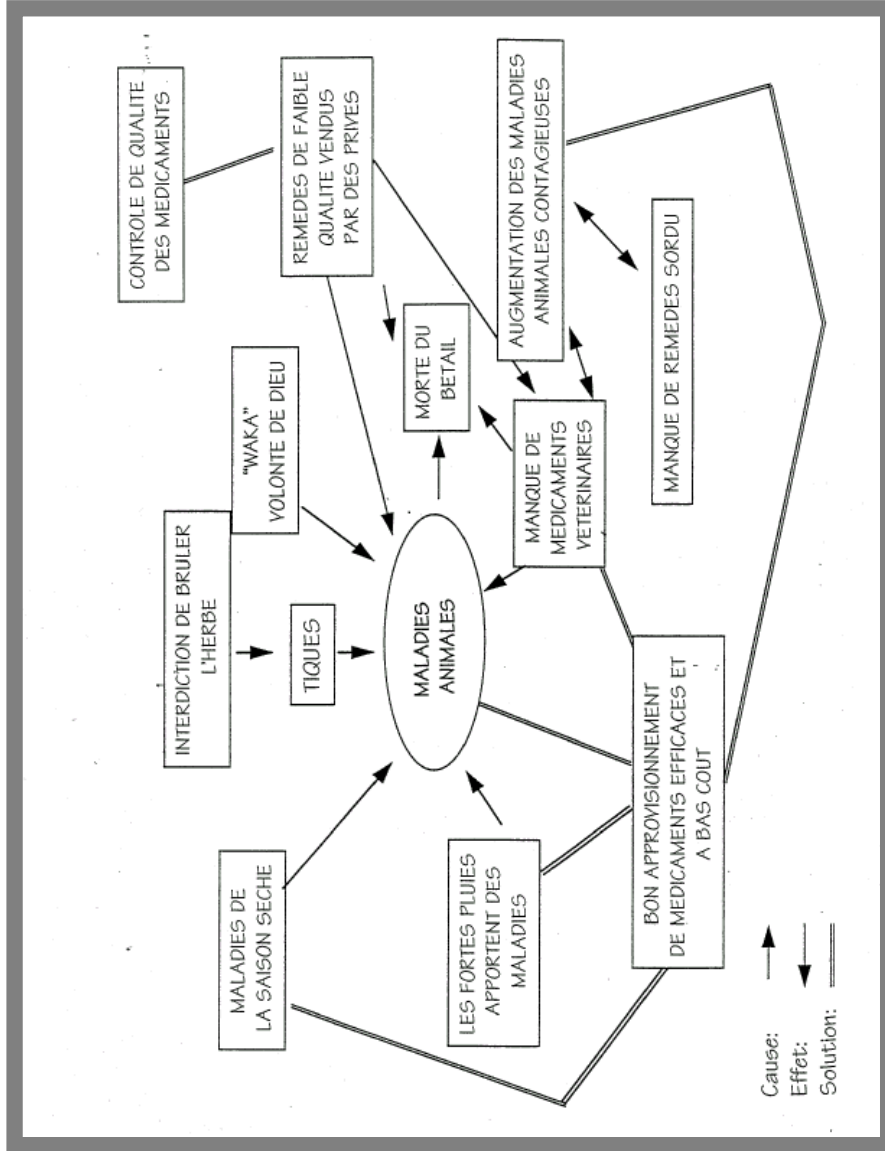 INTERDICTION DE BRULER
L'HERBE
CONTROLE DE QUALITE
DES MEDICAMENTS
MALADIES DE
LA SAISON SECHE
TIQUES
"WAKA"
VOLONTE DE DIEU
REMEDES DE FAIBLE
QUALITE VENDUS
PAR DES PRIVES
MALADIES
ANIMALES
MORTE DU
BETAIL
LES FORTES PLUIES
APPORTENT DES
MALADIES
MANQUE DE
MEDICAMENTS
VETERINAIRES
AUGMENTATION DES MALADIES
ANIMALES CONTAGIEUSES
BON APPROVISIONNEMENT
DE MEDICAMENTS EFFICACES ET
A BAS COUT
MANQUE DE REMEDES SORDU
Cause:
Effet:
Solution: